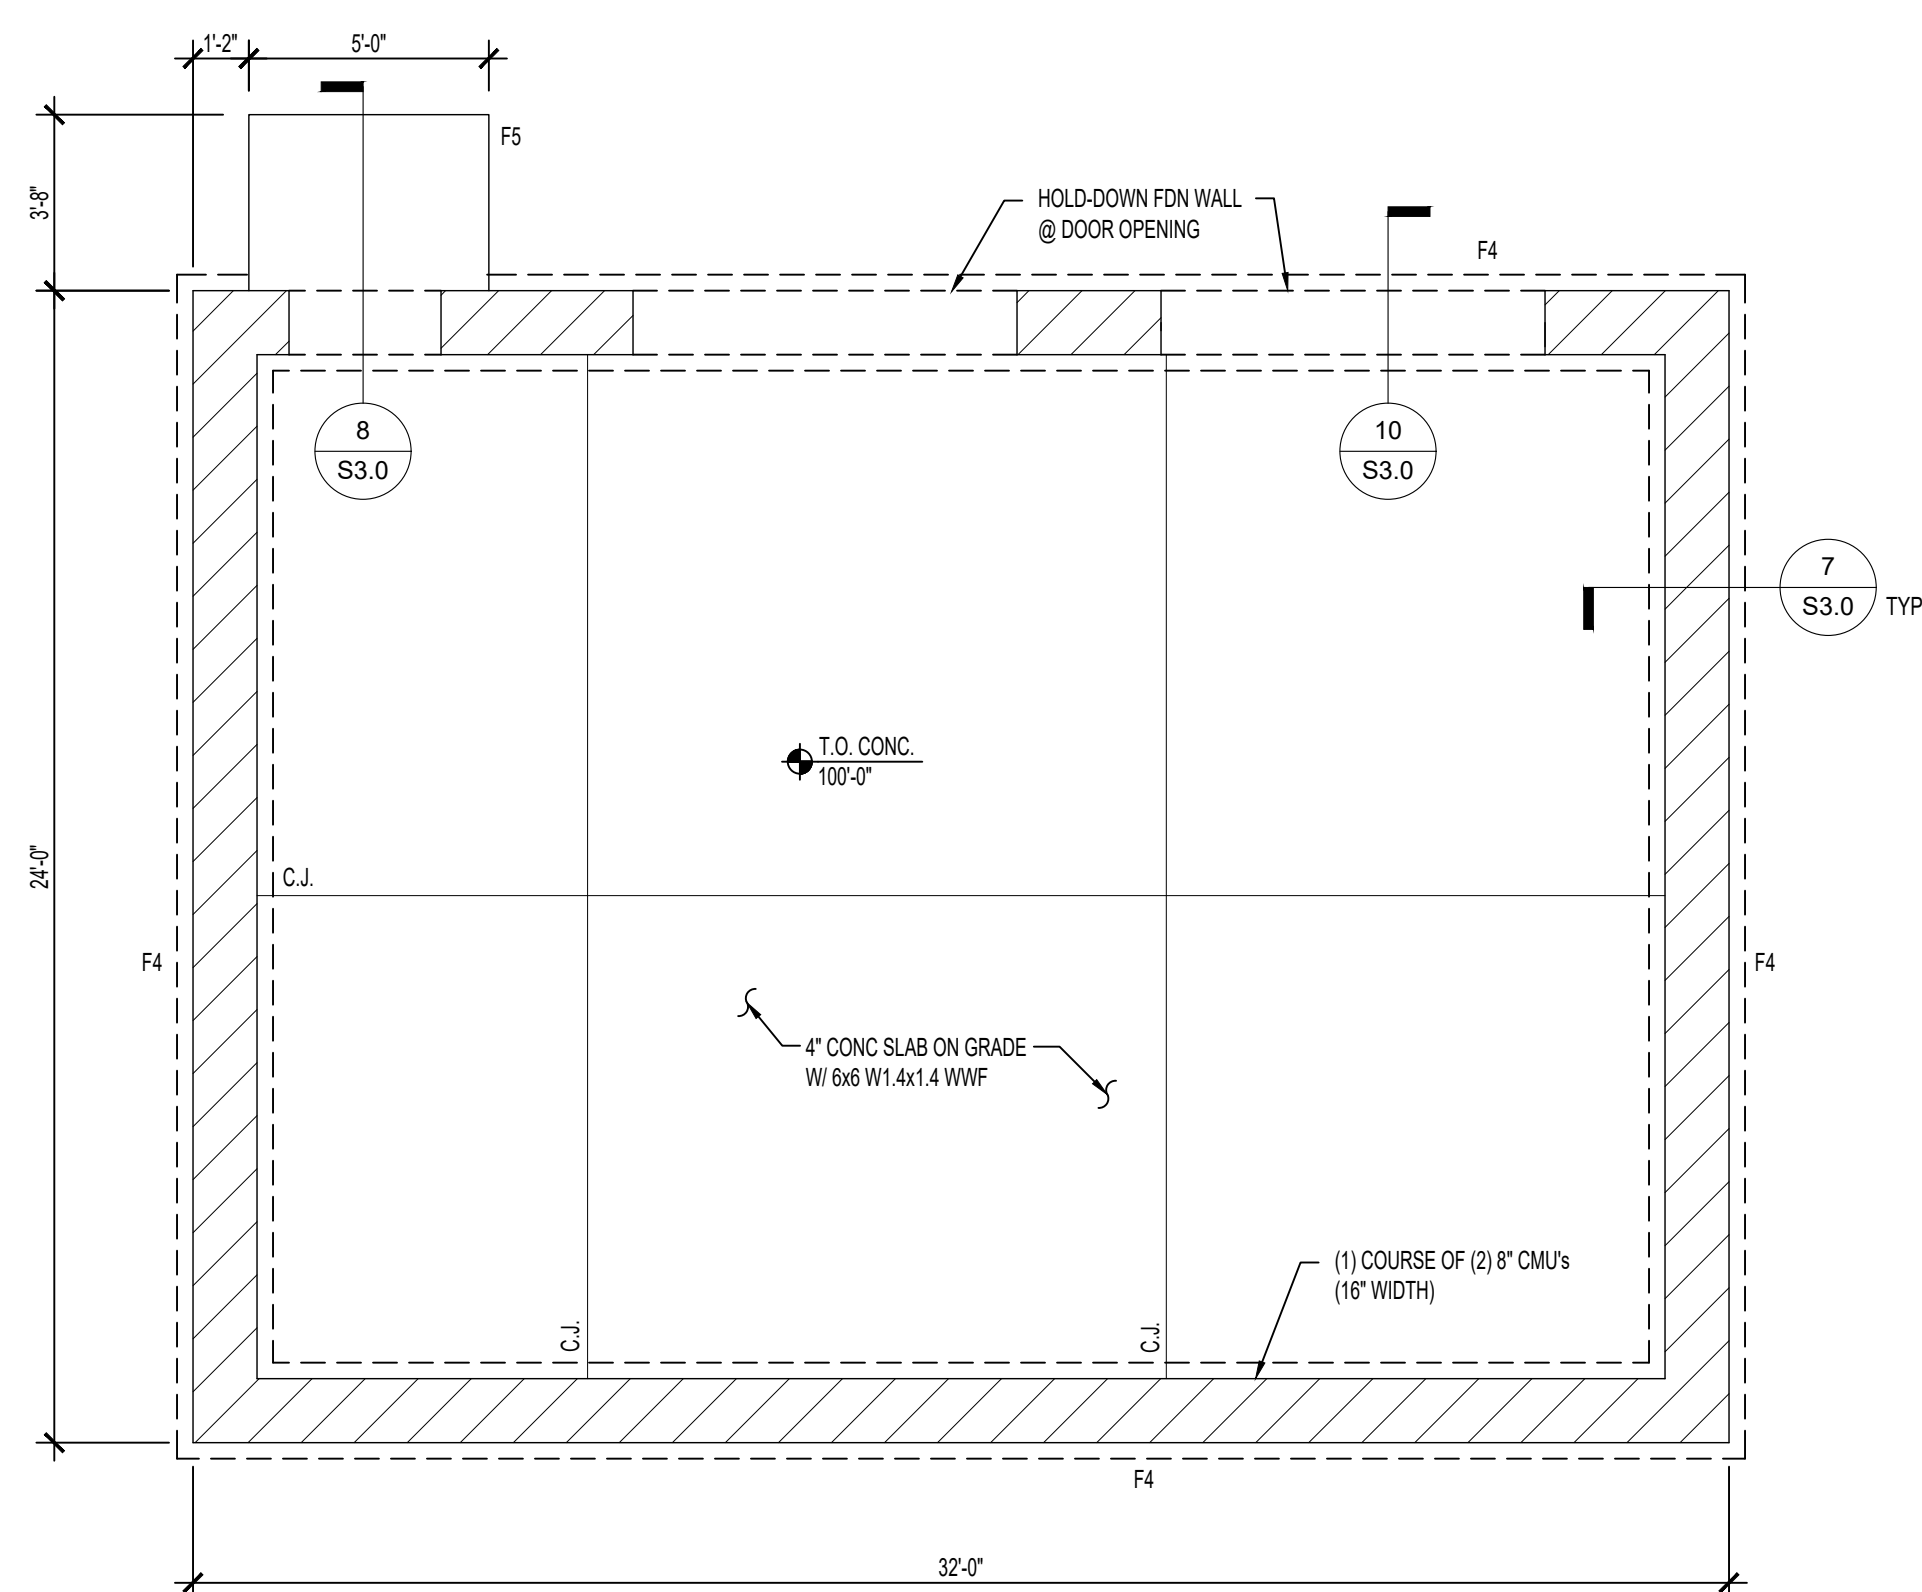 1'-2"
5'-0"
F5
3'-8"
HOLD-DOWN FDN WALL
@ DOOR OPENING
F4
8
S3.0
10
S3.0
7
S3.0
TYP
T.O. CONC.
100'-0"
24'-0"
C.J.
F4
F4
4" CONC SLAB ON GRADE
W/ 6x6 W1.4x1.4 WWF
(1) COURSE OF (2) 8" CMU's
(16" WIDTH)
C.J.
C.J.
F4
32'-0"